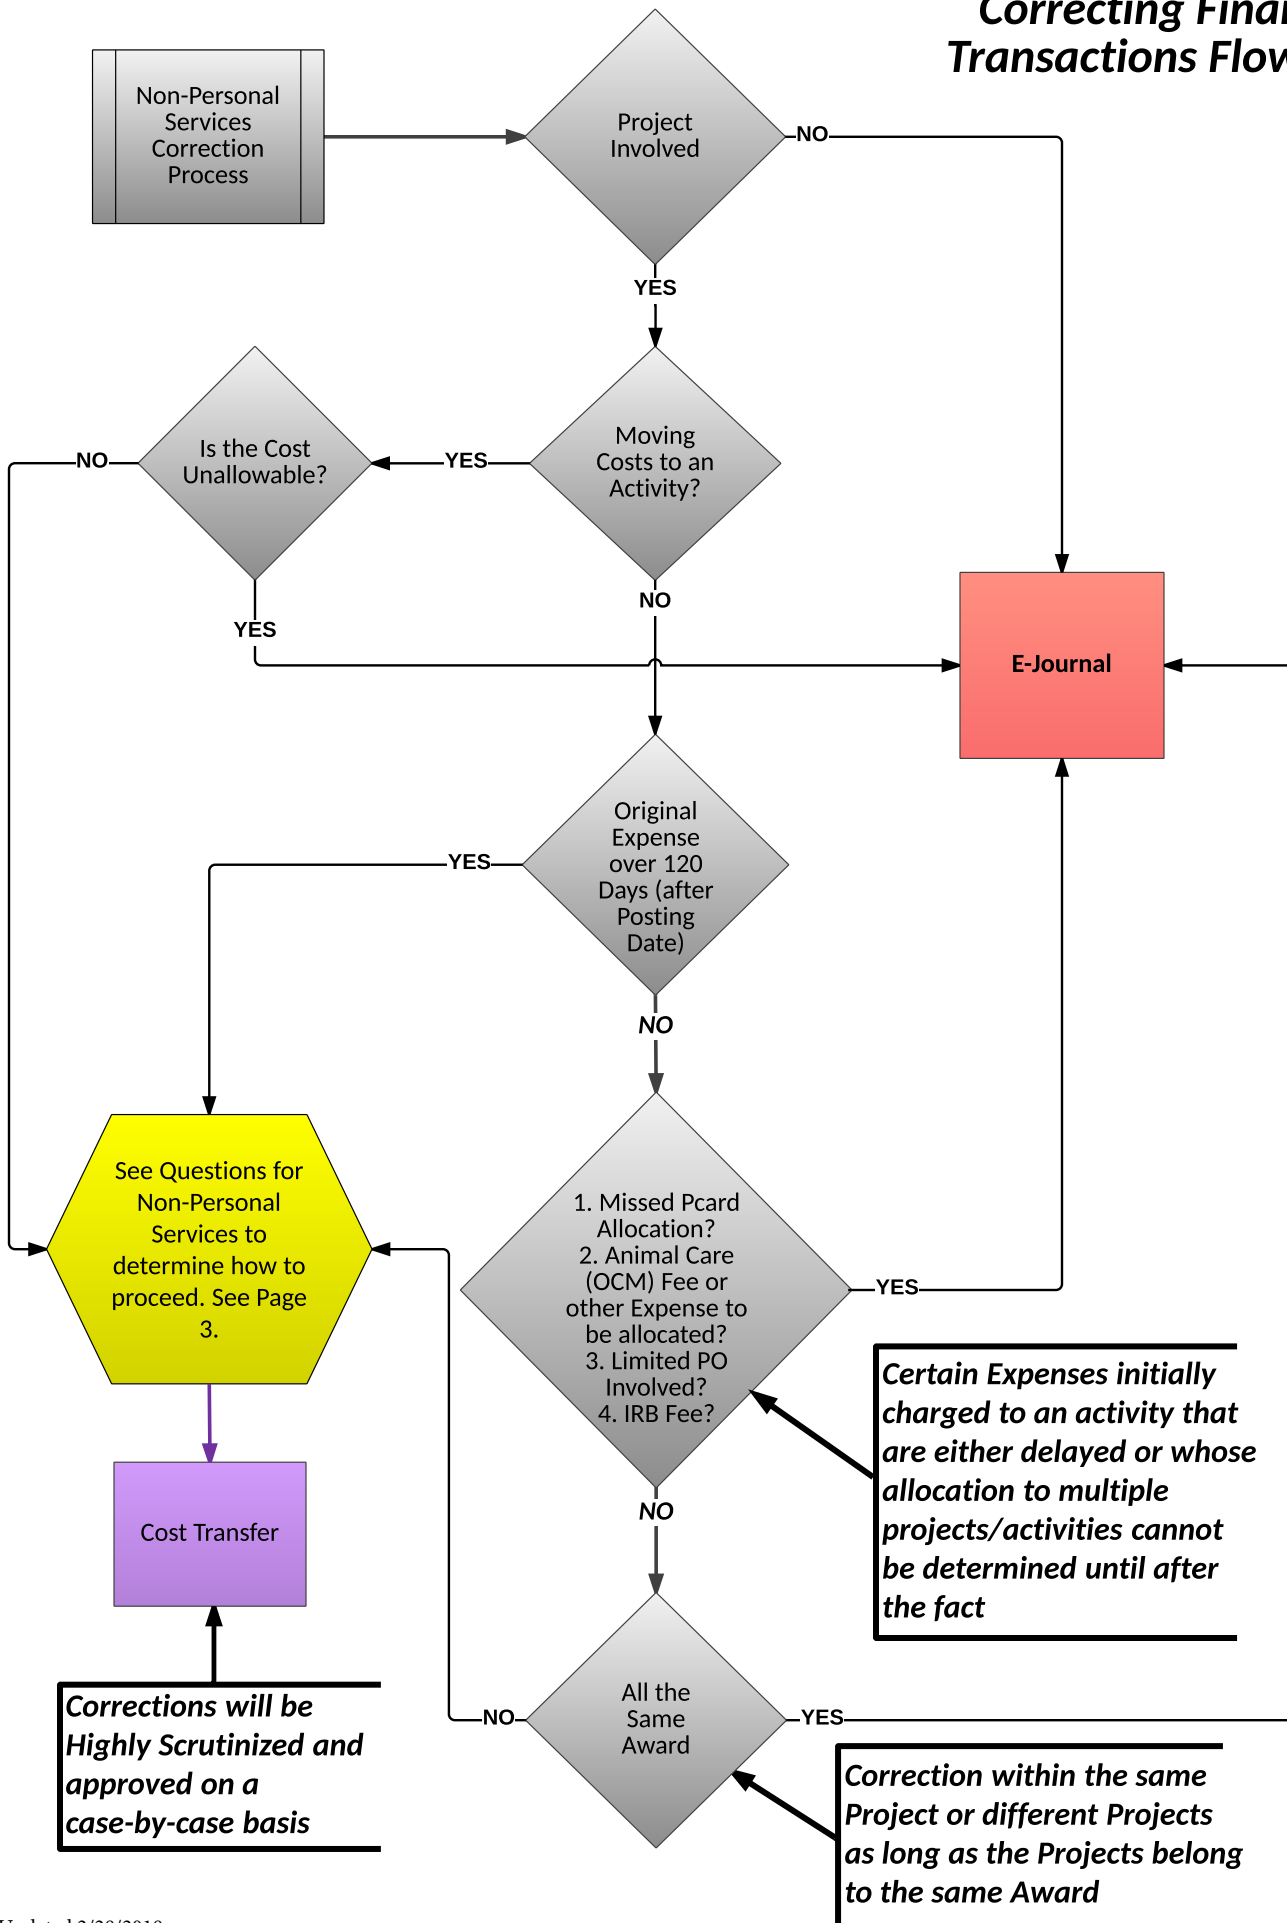 Correcting
Transactions
Non-Personal
Services
Correction
Process
Project
Involved
NO
YES
Is the Cost
Unallowable?
NO
YES
Moving
Costs to an
Activity?
YES
NO
E-Journal
Original
Expense
over 120
Days (after
Posting
Date)
YES
NO
See Questions for
Non-Personal
Services to
determine how to
proceed. See Page
3.
1. Missed Pcard
Allocation?
2. Animal Care
(OCM) Fee or
other Expense to
be allocated?
3. Limited PO
Involved?
4. IRB Fee?
YES
Certain Expenses initially
charged to an activity that
are either delayed or whose
allocation to multiple
projects/activities cannot
be determined until after
the fact
NO
Cost Transfer
Corrections will be
Highly Scrutinized and
approved on a
case-by-case basis
All the
Same
Award
NO
YES
Correction within the same
Project or different Projects
as long as the Projects belong
to the same Award